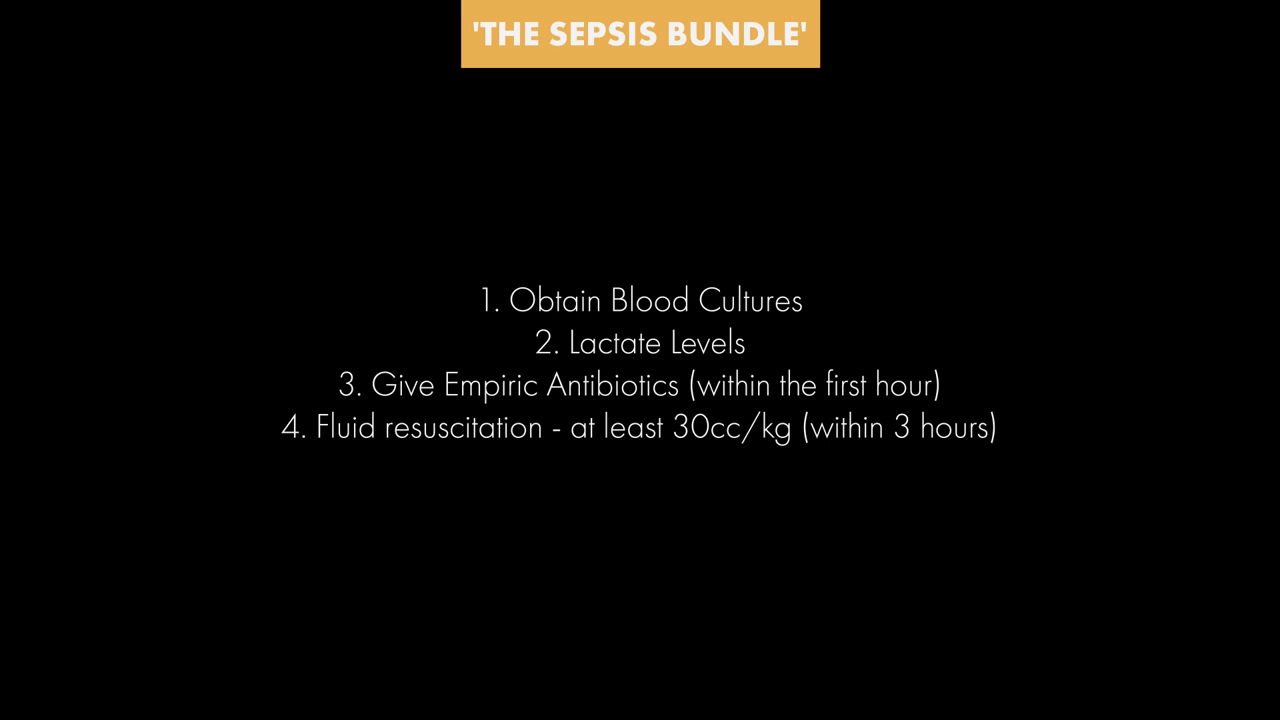 'THE SEPSIS BUNDLE'
1. Obtain Blood Cultures
2. Lactate Levels
3. Give Empiric Antibiotics (within the first hour)
4. Fluid resuscitation - at least 30cc/kg (within 3 hours)